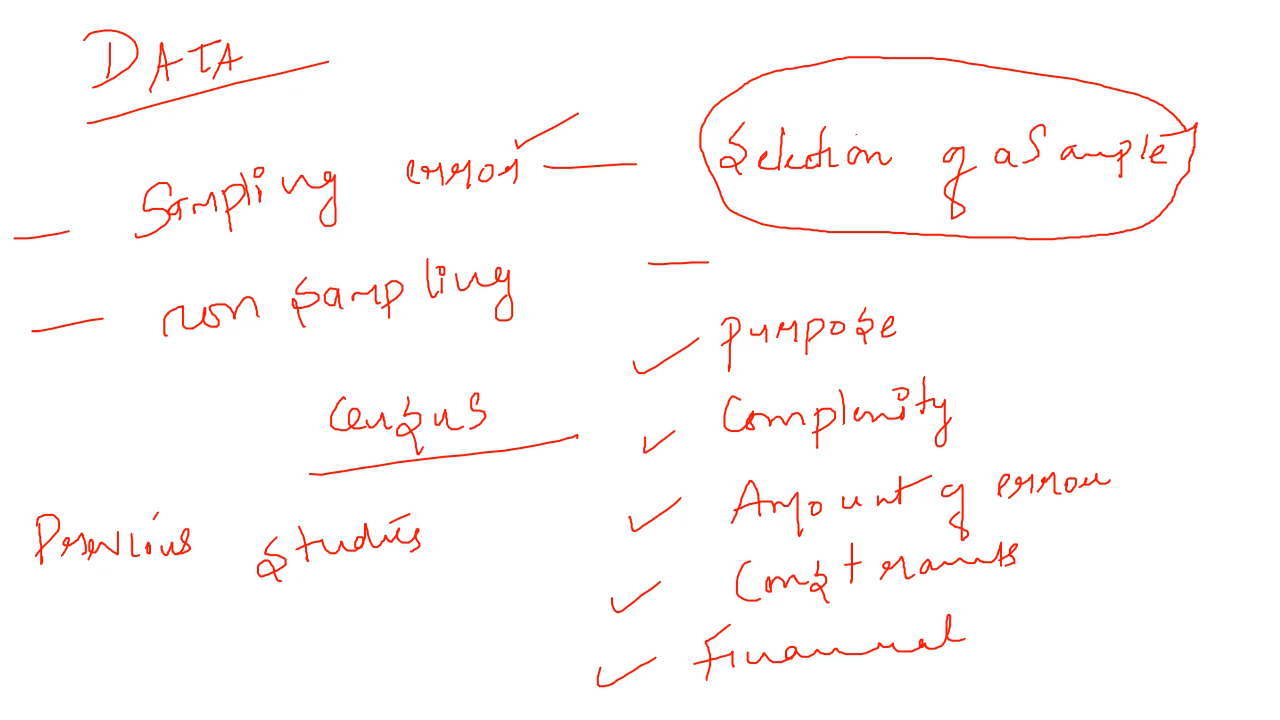 DATA
Sampling error
non sampling
Census
Previous studies
Selection of a Sample
purpose
Complexity
Amount of error
Constraints
Financial